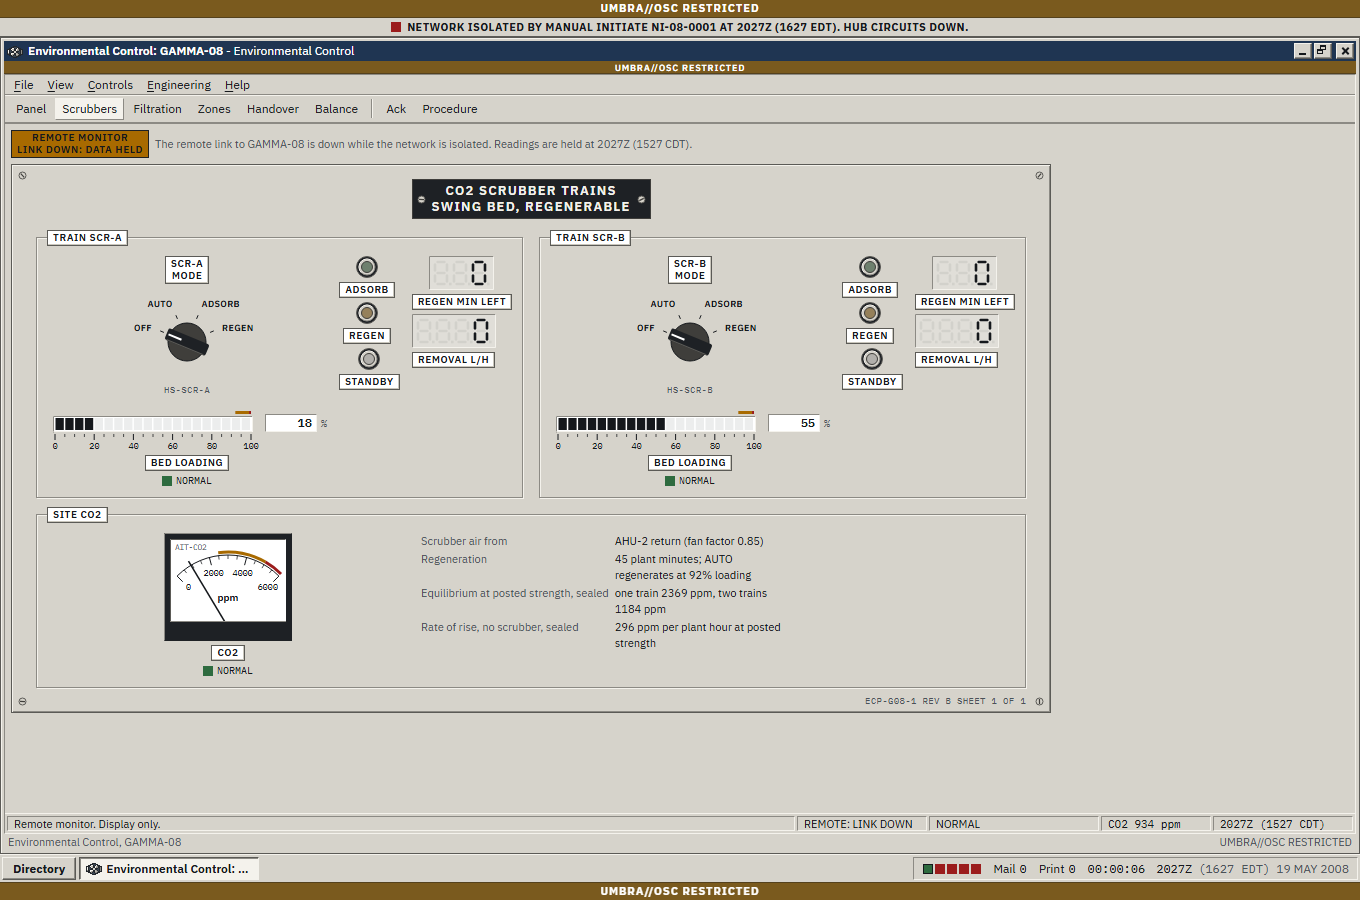 UMBRA//OSC RESTRICTED
NETWORK ISOLATED BY MANUAL INITIATE NI-08-0001 AT 2027Z (1627 EDT). HUB CIRCUITS DOWN.
Environmental Control: GAMMA-08 - Environmental Control
UMBRA//OSC RESTRICTED
File View Controls Engineering Help
Panel Scrubbers Filtration Zones Handover Balance Ack Procedure
REMOTE MONITOR
LINK DOWN: DATA HELD
The remote link to GAMMA-08 is down while the network is isolated. Readings are held at 2027Z (1527 CDT).
CO2 SCRUBBER TRAINS
SWING BED, REGENERABLE
TRAIN SCR-A
SCR-A
MODE
AUTO ADSORB
OFF REGEN
HS-SCR-A
ADSORB
REGEN
STANDBY
0
REGEN MIN LEFT
0
REMOVAL L/H
18 %
0 20 40 60 80 100
BED LOADING
NORMAL
TRAIN SCR-B
SCR-B
MODE
AUTO ADSORB
OFF REGEN
HS-SCR-B
ADSORB
REGEN
STANDBY
0
REGEN MIN LEFT
0
REMOVAL L/H
55 %
0 20 40 60 80 100
BED LOADING
NORMAL
SITE CO2
AIT-CO2
2000 4000
0 6000
ppm
CO2
NORMAL
Scrubber air from AHU-2 return (fan factor 0.85)
Regeneration 45 plant minutes; AUTO
regenerates at 92% loading
Equilibrium at posted strength, sealed one train 2369 ppm, two trains
1184 ppm
Rate of rise, no scrubber, sealed 296 ppm per plant hour at posted
strength
ECP-G08-1 REV B SHEET 1 OF 1
Remote monitor. Display only. REMOTE: LINK DOWN NORMAL CO2 934 ppm 2027Z (1527 CDT)
Environmental Control, GAMMA-08 UMBRA//OSC RESTRICTED
Directory Environmental Control: ... Mail 0 Print 0 00:00:06 2027Z (1627 EDT) 19 MAY 2008
UMBRA//OSC RESTRICTED